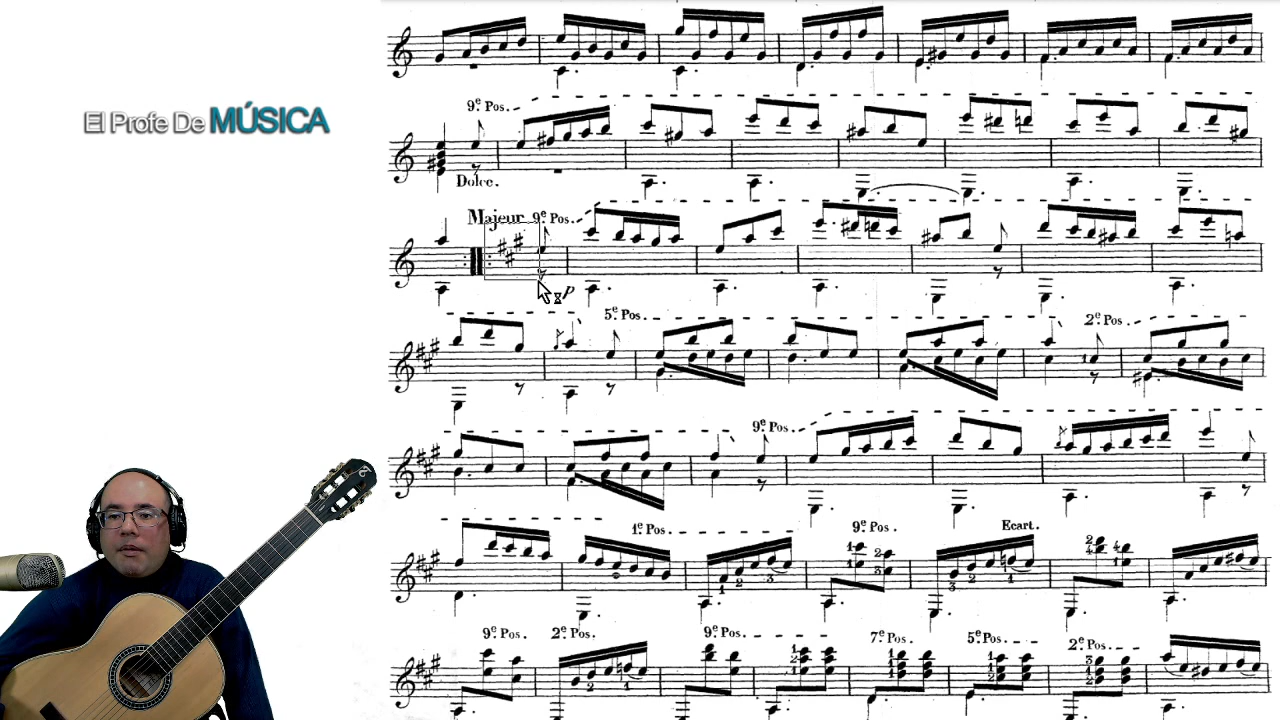 El Profe De MÚSICA
9e Pos.
Dolce.
Majeur 9e Pos.
p
5e Pos.
2e Pos.
1
9e Pos.
1e Pos.
9e Pos.
Ecart.
9e Pos.
2e Pos.
9e Pos.
7e Pos.
5e Pos.
2e Pos.